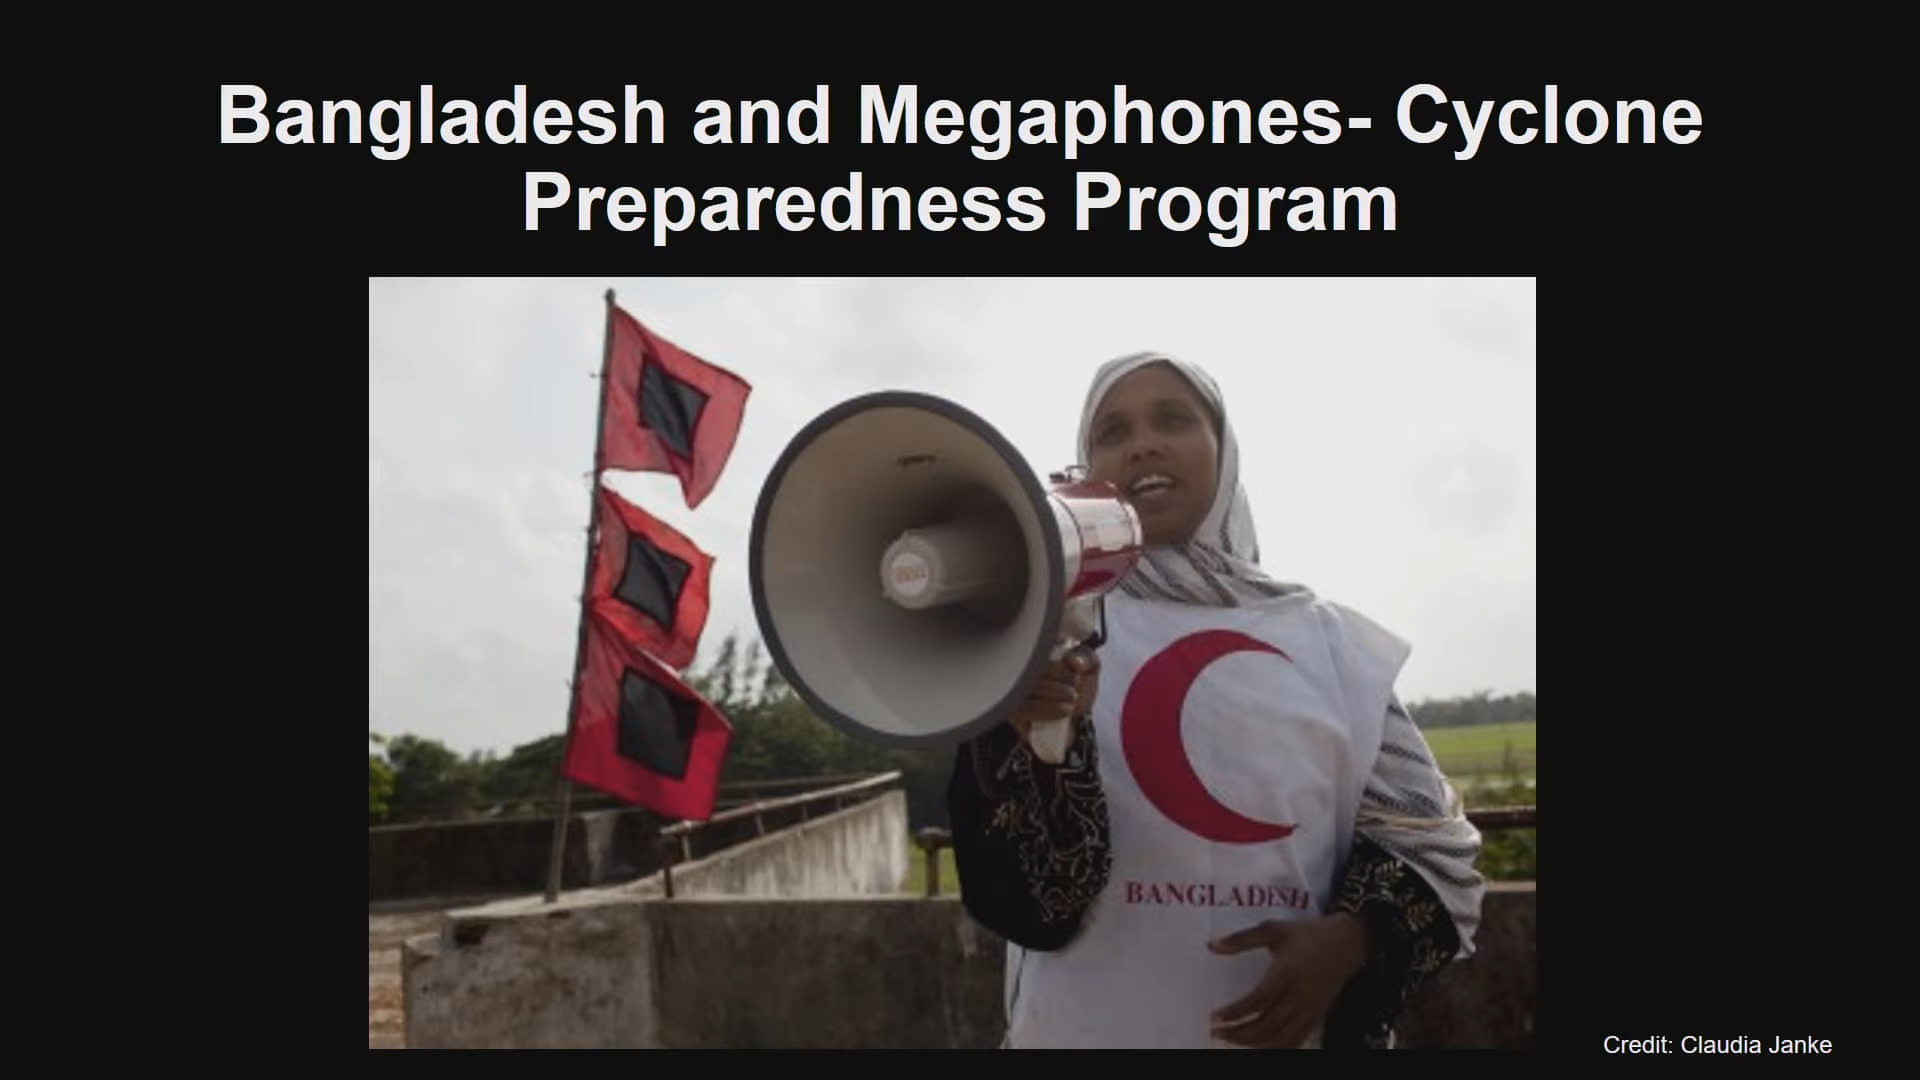 Bangladesh and Megaphones- Cyclone
Preparedness Program
BANGLADESH
Credit: Claudia Janke